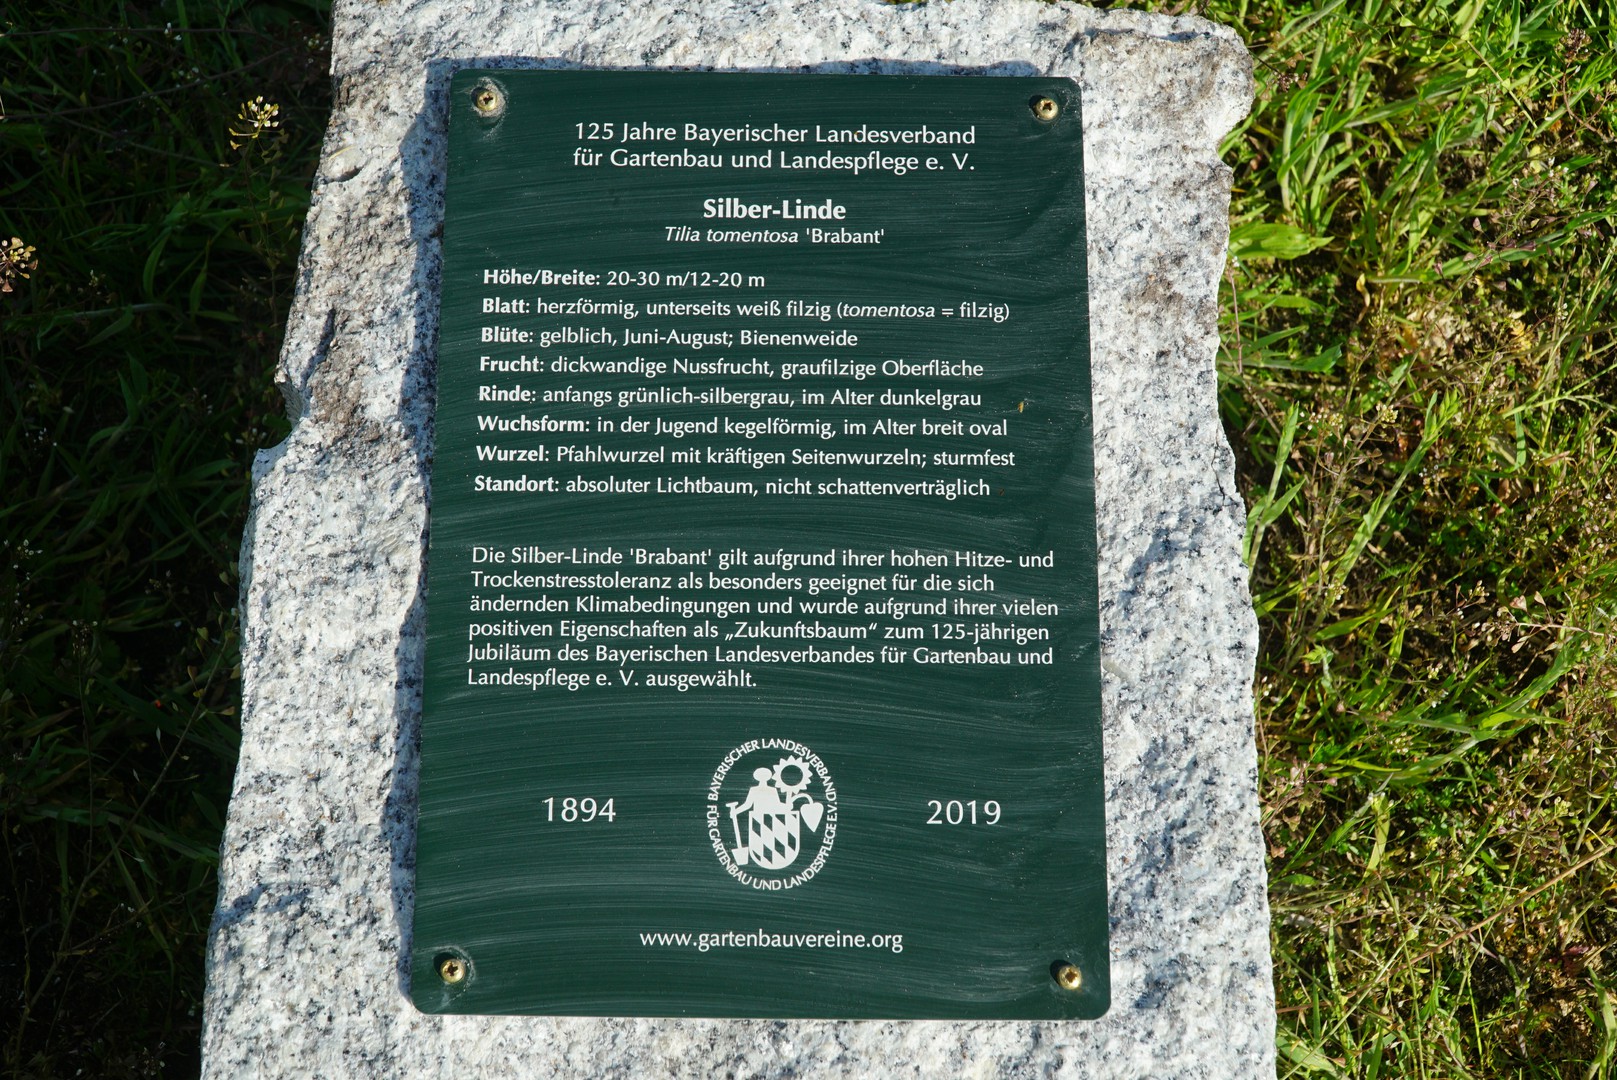 125 Jahre Bayerischer Landesverband
für Gartenbau und Landespflege e. V.
Silber-Linde
Tilia tomentosa 'Brabant'
Höhe/Breite: 20-30 m/12-20 m
Blatt: herzförmig, unterseits weiß filzig (tomentosa = filzig)
Blüte: gelblich, Juni-August; Bienenweide
Frucht: dickwandige Nussfrucht, graufilzige Oberfläche
Rinde: anfangs grünlich-silbergrau, im Alter dunkelgrau
Wuchsform: in der Jugend kegelförmig, im Alter breit oval
Wurzel: Pfahlwurzel mit kräftigen Seitenwurzeln; sturmfest
Standort: absoluter Lichtbaum, nicht schattenverträglich
Die Silber-Linde 'Brabant' gilt aufgrund ihrer hohen Hitze- und
Trockenstresstoleranz als besonders geeignet für die sich
ändernden Klimabedingungen und wurde aufgrund ihrer vielen
positiven Eigenschaften als „Zukunftsbaum“ zum 125-jährigen
Jubiläum des Bayerischen Landesverbandes für Gartenbau und
Landespflege e. V. ausgewählt.
1894
BAYERISCHER LANDESVERBAND
FÜR GARTENBAU UND LANDESPFLEGE E.V.
2019
www.gartenbauvereine.org